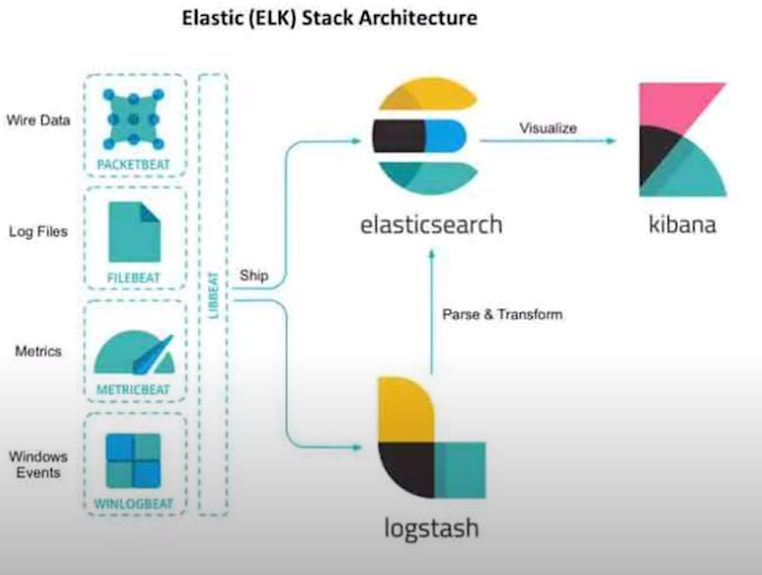 Elastic (ELK) Stack Architecture
Wire Data
PACKETBEAT
Log Files
FILEBEAT
Metrics
METRICBEAT
Windows
Events
WINLOGBEAT
LIBBEAT
Ship
elasticsearch
Visualize
kibana
Parse & Transform
logstash